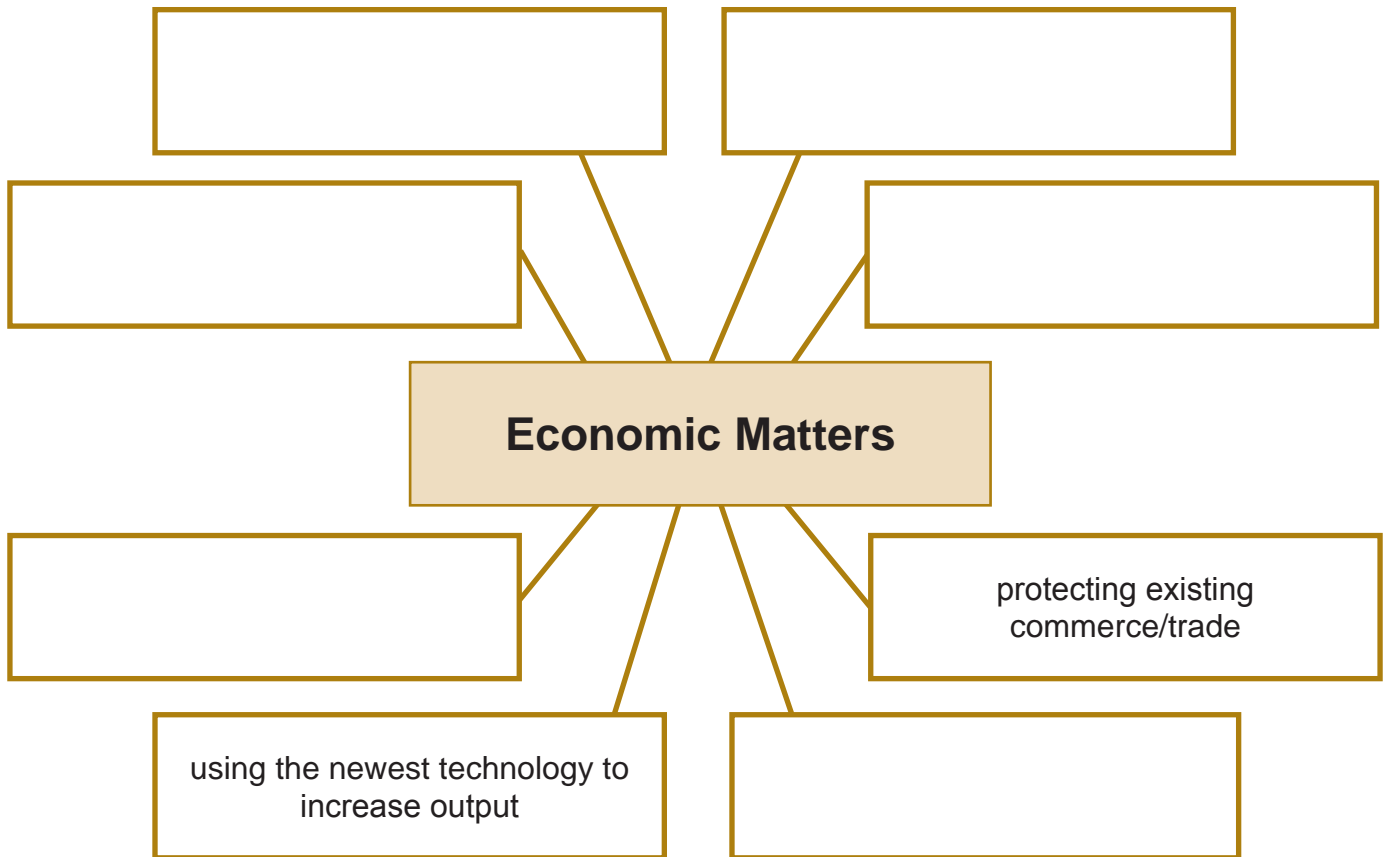 Economic Matters
protecting existing
commerce/trade
using the newest technology to
increase output